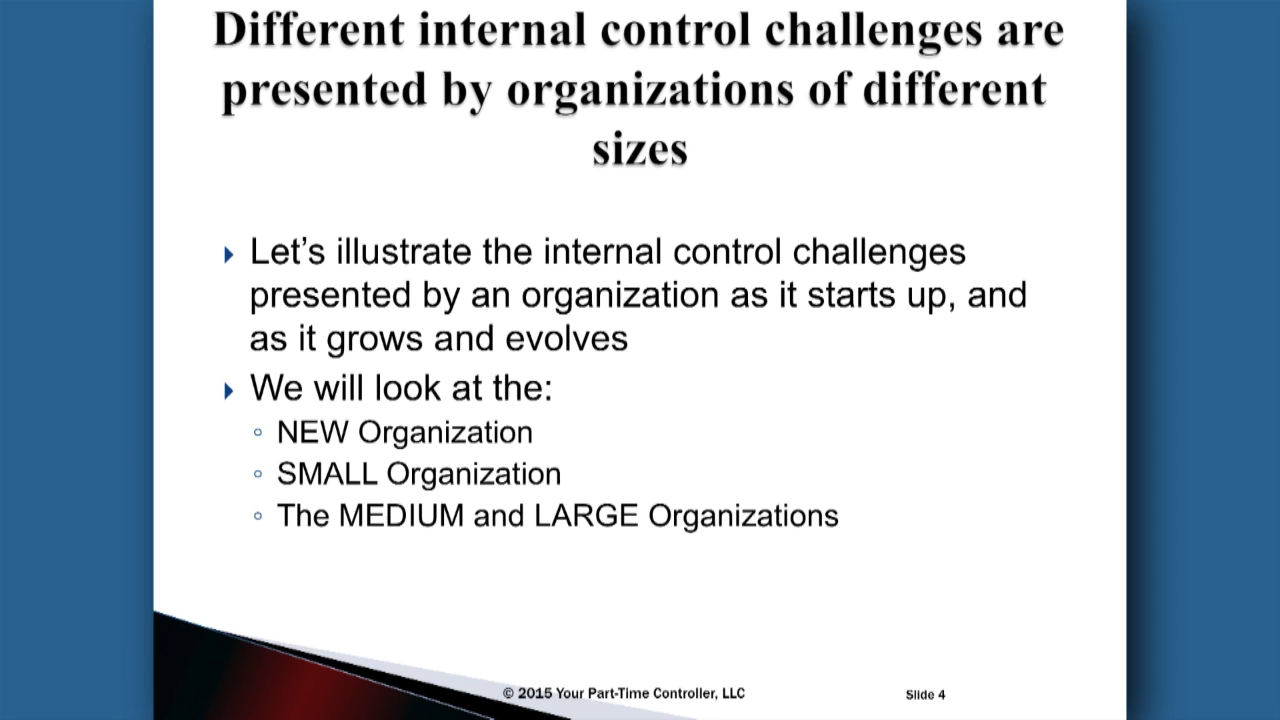 Different internal control challenges are
presented by organizations of different
sizes
Let’s illustrate the internal control challenges
presented by an organization as it starts up, and
as it grows and evolves
We will look at the:
NEW Organization
SMALL Organization
The MEDIUM and LARGE Organizations
© 2015 Your Part-Time Controller, LLC
Slide 4